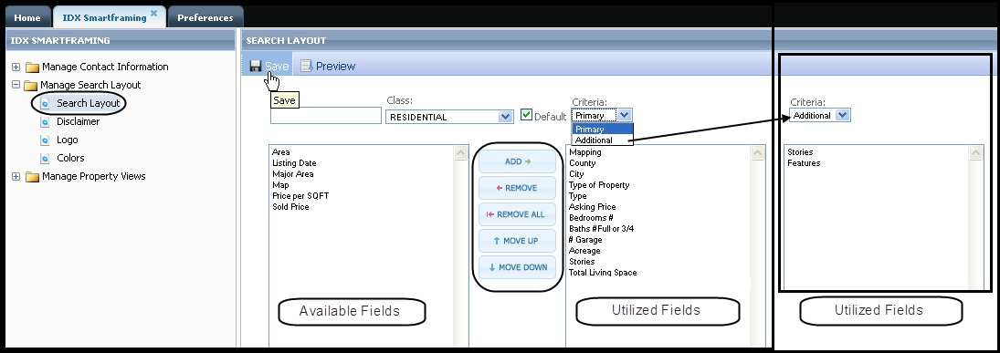 Home
IDX Smartframing
Preferences
IDX SMARTFRAMING
Manage Contact Information
Manage Search Layout
Search Layout
Disclaimer
Logo
Colors
Manage Property Views
SEARCH LAYOUT
Save
Preview
Save
Class:
RESIDENTIAL
Default
Criteria:
Primary
Primary
Additional
Area
Listing Date
Major Area
Map
Price per SQFT
Sold Price
Available Fields
ADD
REMOVE
REMOVE ALL
MOVE UP
MOVE DOWN
Mapping
County
City
Type of Property
Type
Asking Price
Bedrooms #
Baths #Full or 3/4
# Garage
Acreage
Stories
Total Living Space
Utilized Fields
Criteria:
Additional
Stories
Features
Utilized Fields